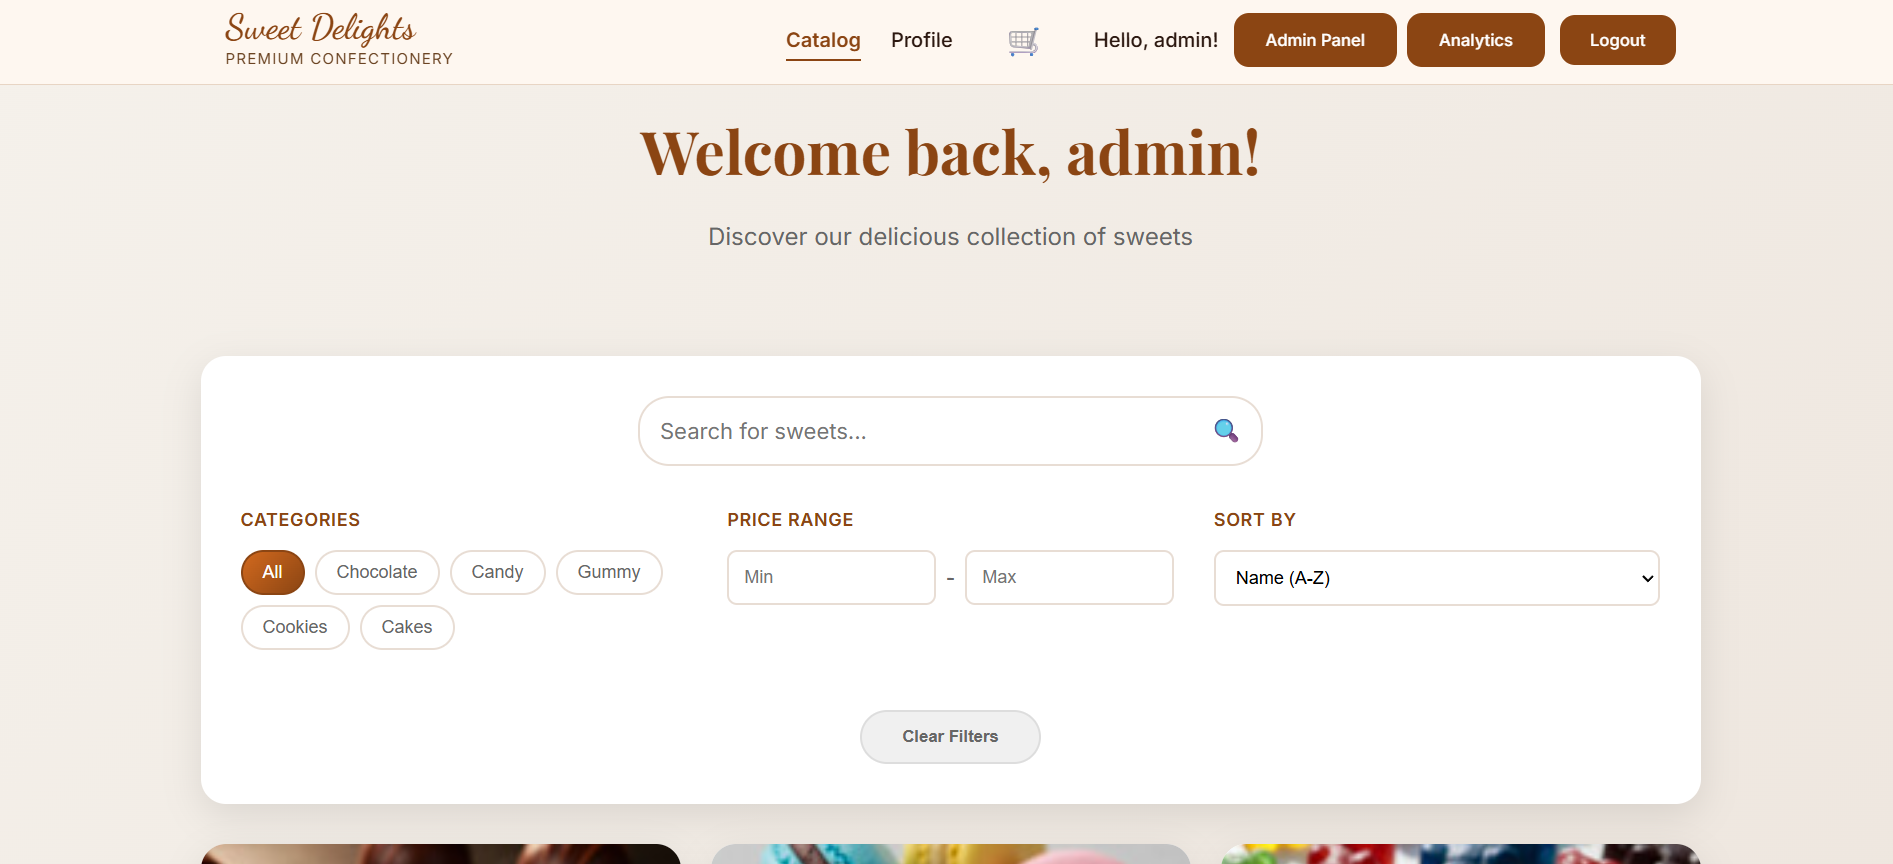 Sweet Delights
PREMIUM CONFECTIONERY
Catalog Profile Hello, admin! Admin Panel Analytics Logout
Welcome back, admin!
Discover our delicious collection of sweets
Search for sweets...
CATEGORIES
All Chocolate Candy Gummy
Cookies Cakes
PRICE RANGE
Min - Max
SORT BY
Name (A-Z)
Clear Filters